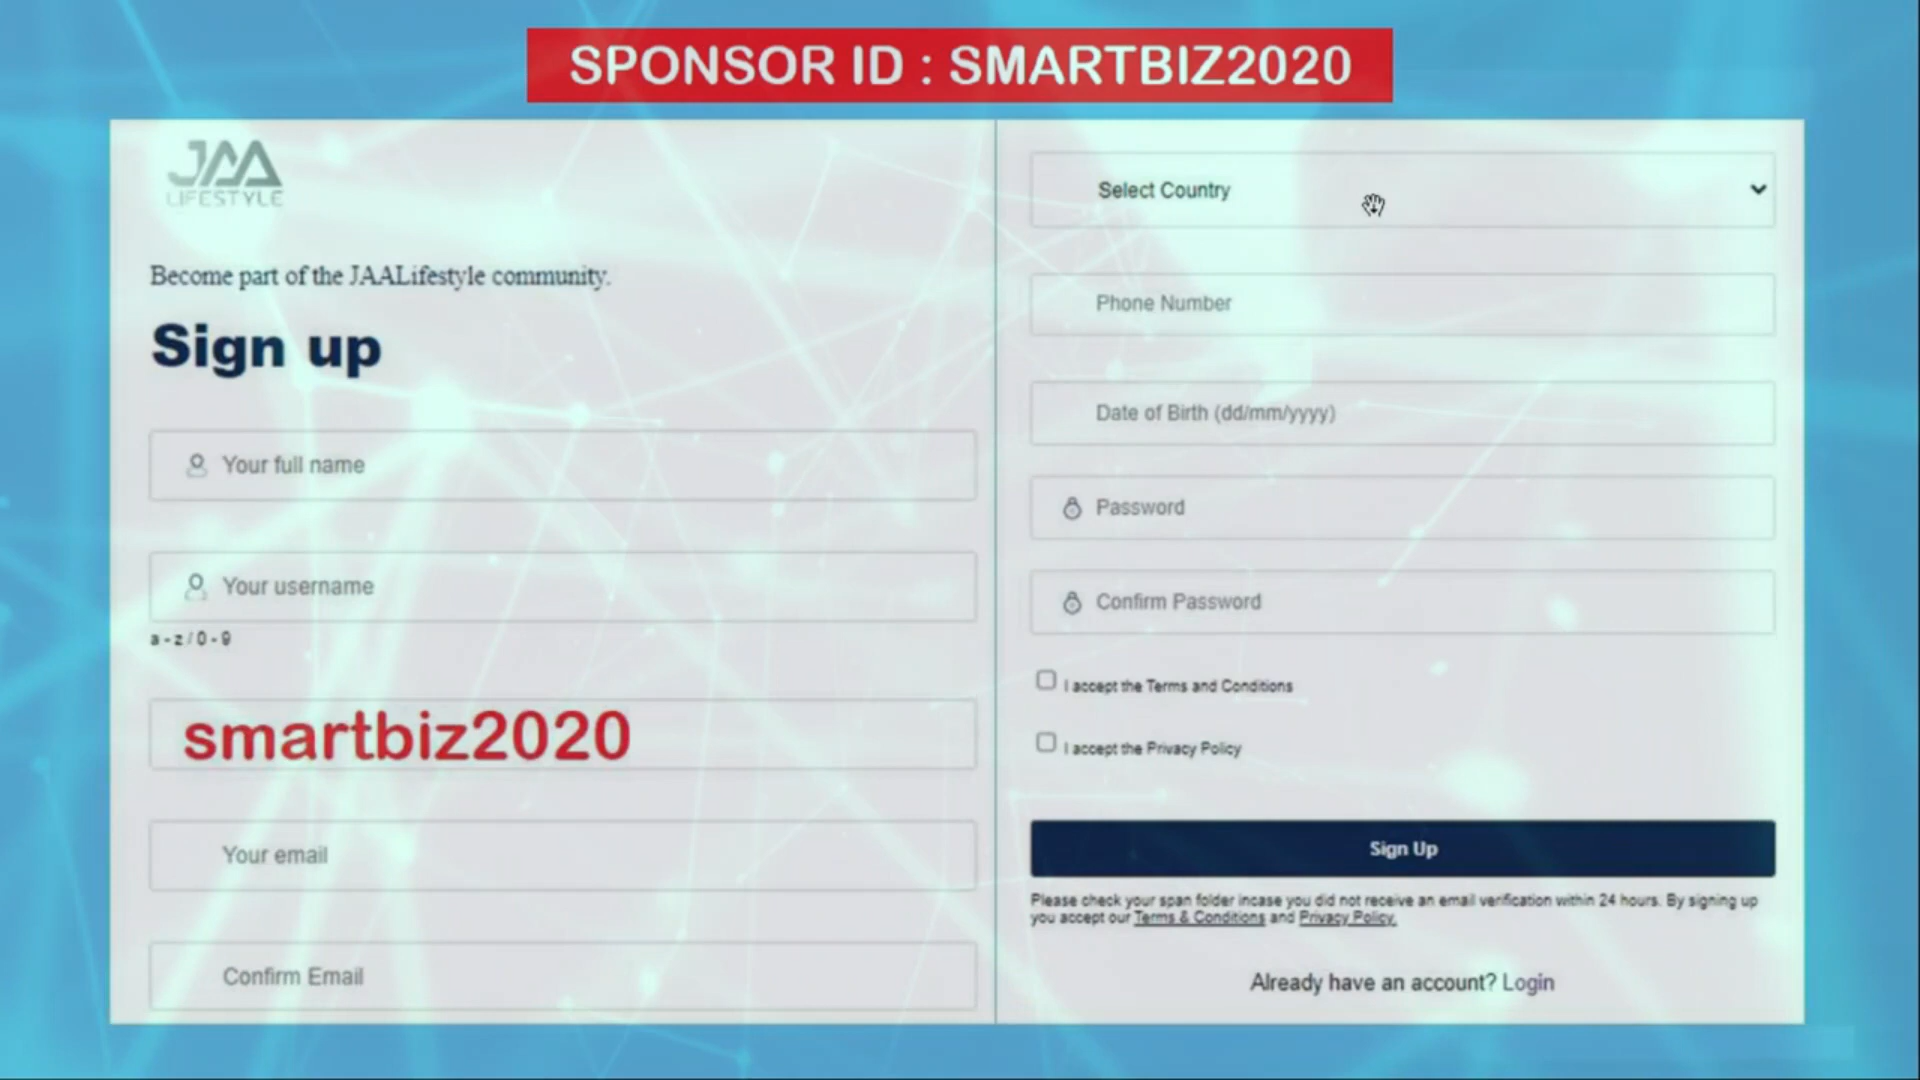 SPONSOR ID : SMARTBIZ2020
JAA
LIFESTYLE
Become part of the JAALifestyle community.
Sign up
Your full name
Your username
a - z / 0 - 9
smartbiz2020
Your email
Confirm Email
Select Country
Phone Number
Date of Birth (dd/mm/yyyy)
Password
Confirm Password
I accept the Terms and Conditions
I accept the Privacy Policy
Sign Up
Please check your span folder incase you did not receive an email verification within 24 hours. By signing up
you accept our Terms & Conditions and Privacy Policy.
Already have an account? Login